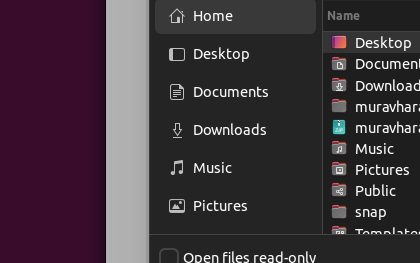 Home
Desktop
Documents
Downloads
Music
Pictures
Name
Desktop
Document
Download
muravhara
muravhara
Music
Pictures
Public
snap
Templates
Open files read-only